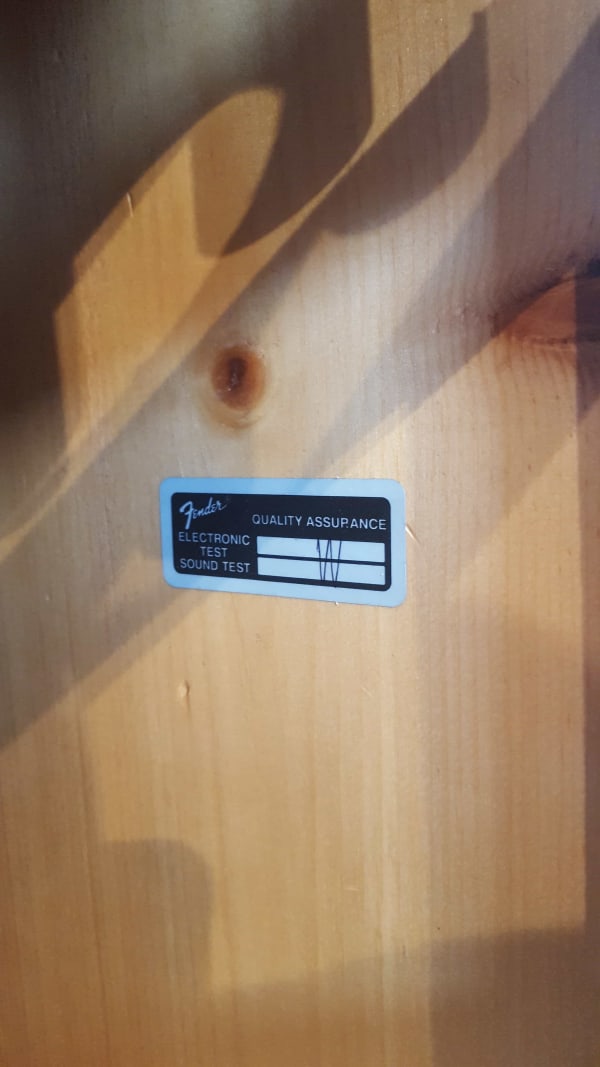 Fender
QUALITY ASSURANCE
ELECTRONIC
TEST
SOUND TEST
W